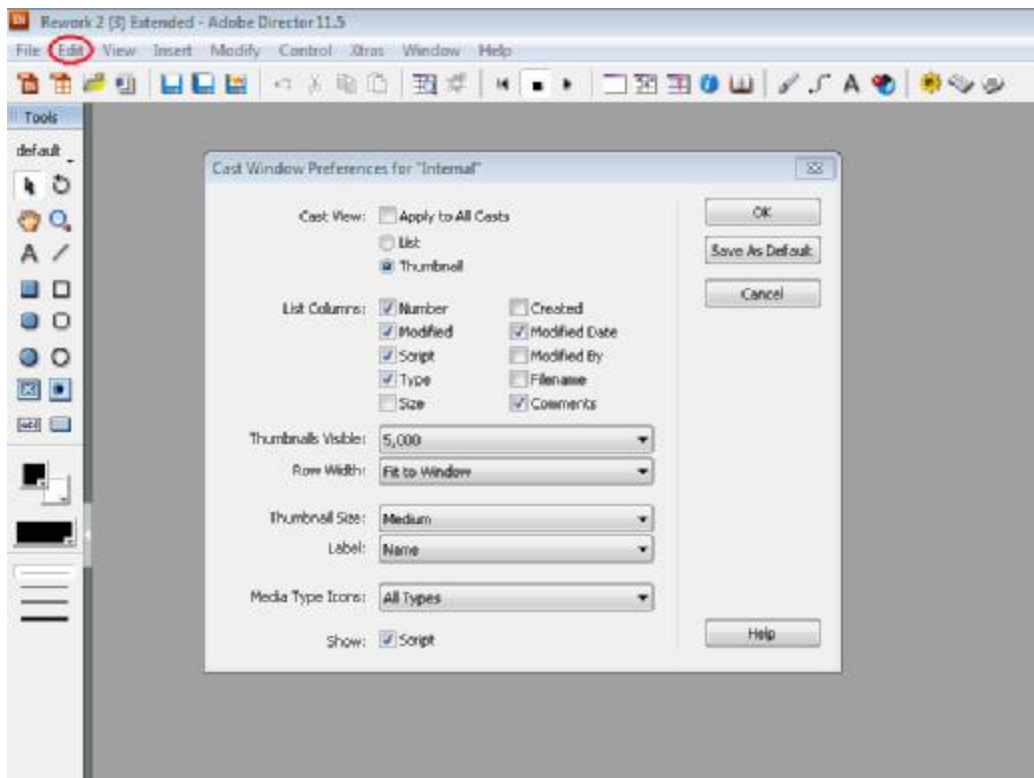 Rework 2 (3) Extended - Adobe Director 11.5
File Edit View Insert Modify Control Xtras Window Help
Tools
default
Cast Window Preferences for "Internal"
Cast View: Apply to All Casts
List
Thumbnail
OK
Save As Default
Cancel
List Columns: Number Created
Modified Modified Date
Script Modified By
Type Filename
Size Comments
Thumbnails Visible: 5,000
Row Width: Fit to Window
Thumbnail Size: Medium
Label: Name
Media Type Icons: All Types
Show: Script
Help